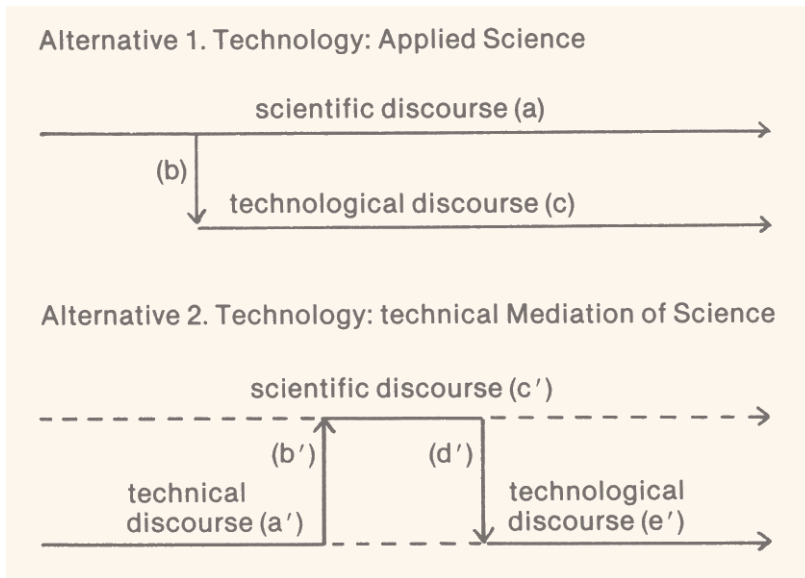 Alternative 1. Technology: Applied Science
scientific discourse (a)
(b)
technological discourse (c)
Alternative 2. Technology: technical Mediation of Science
scientific discourse (c′)
(b′)
(d′)
technical
discourse (a′)
technological
discourse (e′)